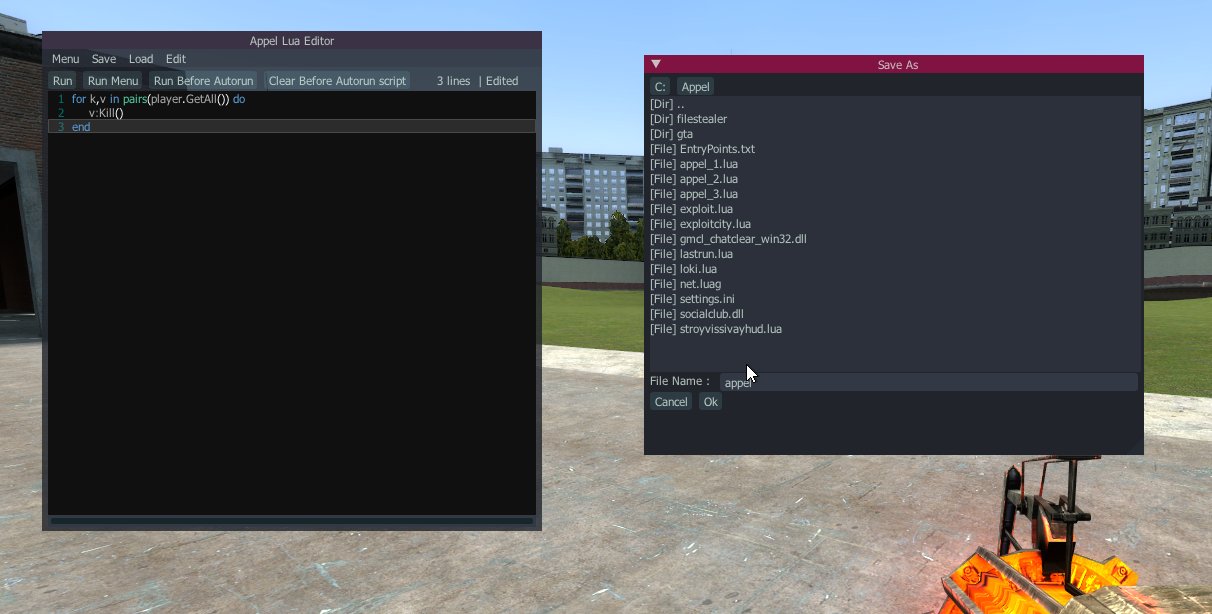 Appel Lua Editor
Menu Save Load Edit
Run Run Menu Run Before Autorun Clear Before Autorun script 3 lines | Edited
1 for k,v in pairs(player.GetAll()) do
2 v:Kill()
3 end
Save As
C: Appel
[Dir] ..
[Dir] filestealer
[Dir] gta
[File] EntryPoints.txt
[File] appel_1.lua
[File] appel_2.lua
[File] appel_3.lua
[File] exploit.lua
[File] exploitcity.lua
[File] gmcl_chatclear_win32.dll
[File] lastrun.lua
[File] loki.lua
[File] net.luag
[File] settings.ini
[File] socialclub.dll
[File] stroyvissivayhud.lua
File Name : appel
Cancel Ok